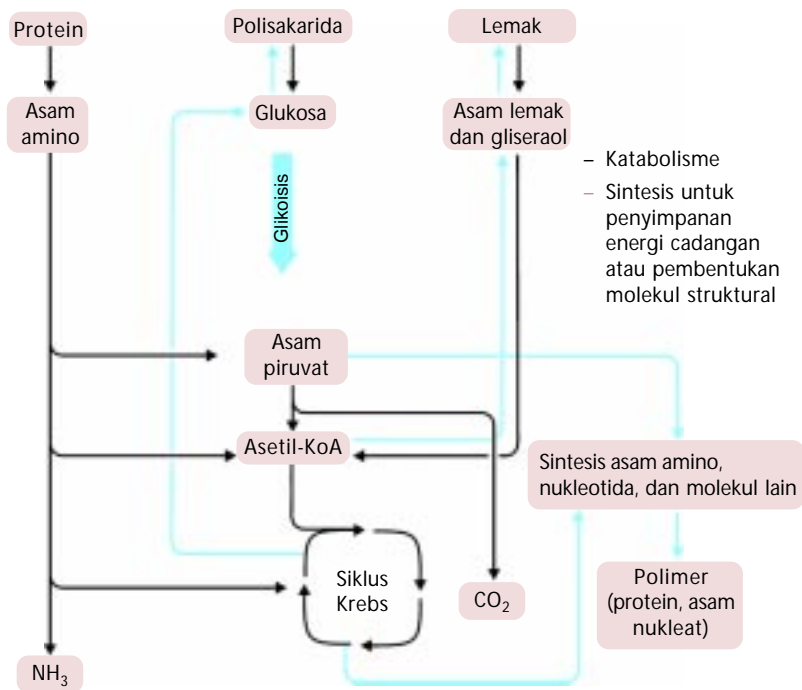 Protein
Polisakarida
Lemak
Asam
amino
Glukosa
Asam lemak
dan gliseraol
– Katabolisme
– Sintesis untuk
penyimpanan
energi cadangan
atau pembentukan
molekul struktural
Glikoisis
Asam
piruvat
Asetil-KoA
Sintesis asam amino,
nukleotida, dan molekul lain
Siklus
Krebs
CO₂
Polimer
(protein, asam
nukleat)
NH₃